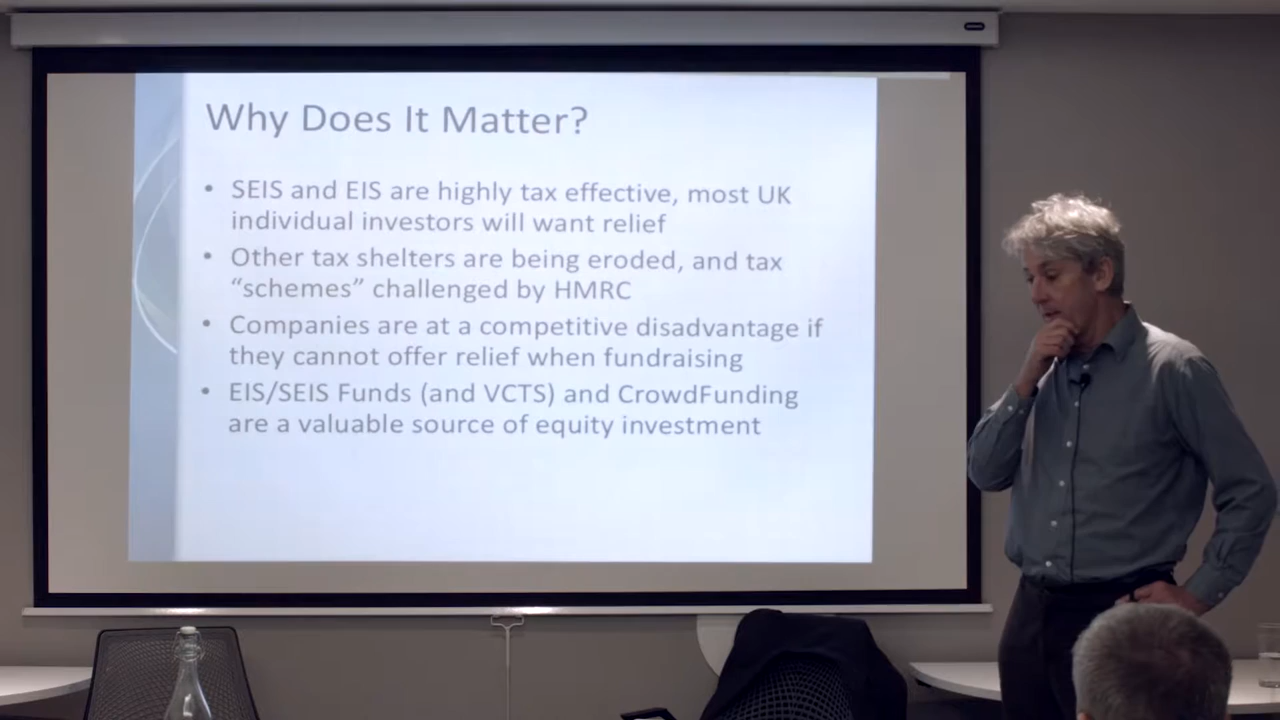 Why Does It Matter?
• SEIS and EIS are highly tax effective, most UK
individual investors will want relief
• Other tax shelters are being eroded, and tax
“schemes” challenged by HMRC
• Companies are at a competitive disadvantage if
they cannot offer relief when fundraising
• EIS/SEIS Funds (and VCTS) and CrowdFunding
are a valuable source of equity investment